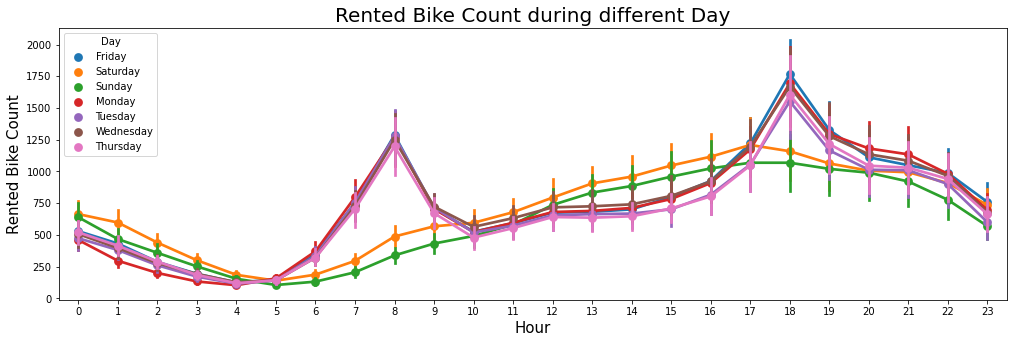 Rented Bike Count during different Day
Rented Bike Count
2000
1750
1500
1250
1000
750
500
250
0
Day
Friday
Saturday
Sunday
Monday
Tuesday
Wednesday
Thursday
0 1 2 3 4 5 6 7 8 9 10 11 12 13 14 15 16 17 18 19 20 21 22 23
Hour